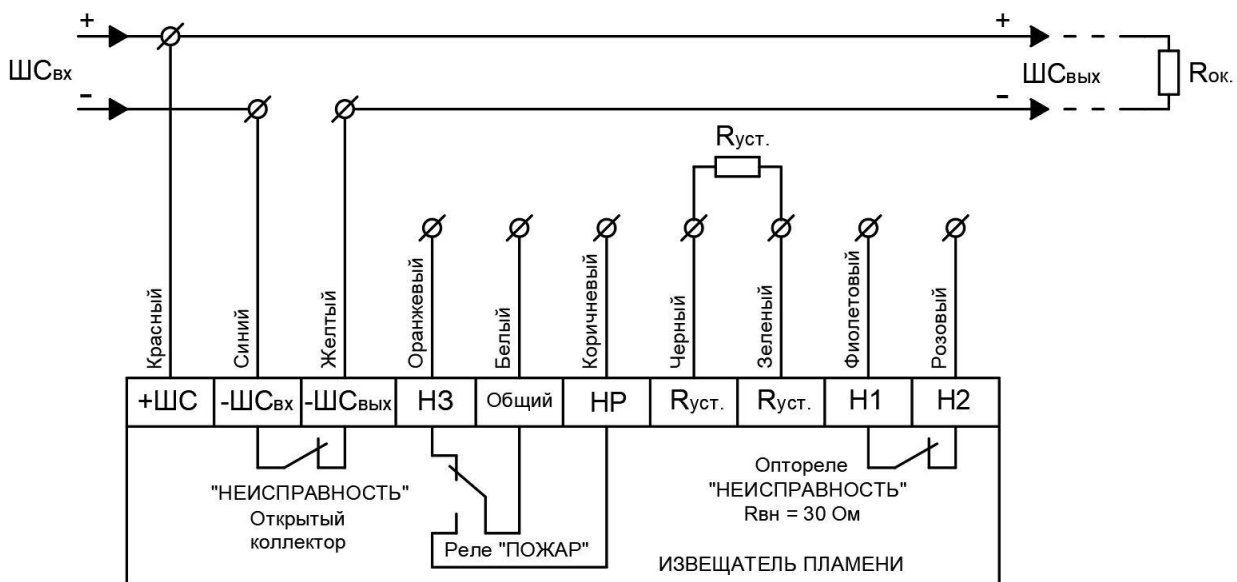 +
+
ШСвх
ШСвых
Rок.
-
-
Rуст.
Красный
Синий
Желтый
Оранжевый
Белый
Коричневый
Черный
Зеленый
Фиолетовый
Розовый
+ШС
-ШСвх
-ШСвых
НЗ
Общий
НР
Rуст.
Rуст.
Н1
Н2
"НЕИСПРАВНОСТЬ"
Открытый
коллектор
Реле "ПОЖАР"
Оптореле
"НЕИСПРАВНОСТЬ"
Rвн = 30 Ом
ИЗВЕЩАТЕЛЬ ПЛАМЕНИ